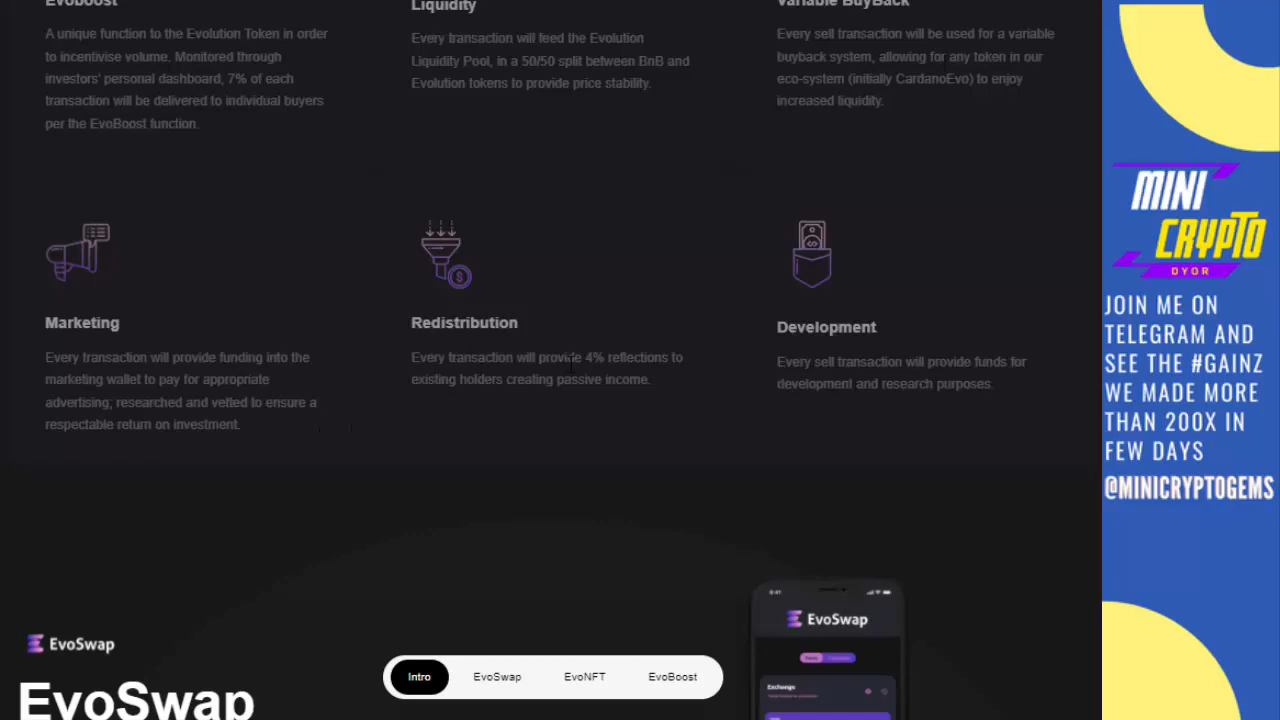 Evoboost
Liquidity
Variable BuyBack
A unique function to the Evolution Token in order
to incentivise volume. Monitored through
investors' personal dashboard, 7% of each
transaction will be delivered to individual buyers
per the EvoBoost function.
Every transaction will feed the Evolution
Liquidity Pool, in a 50/50 split between BnB and
Evolution tokens to provide price stability.
Every sell transaction will be used for a variable
buyback system, allowing for any token in our
eco-system (initially CardanoEvo) to enjoy
increased liquidity.
Marketing
Every transaction will provide funding into the
marketing wallet to pay for appropriate
advertising; researched and vetted to ensure a
respectable return on investment.
Redistribution
Every transaction will provide 4% reflections to
existing holders creating passive income.
Development
Every sell transaction will provide funds for
development and research purposes.
EvoSwap
EvoSwap
Intro
EvoSwap
EvoNFT
EvoBoost
EvoSwap
Exchange
MINI
CRYPTO
DYOR
JOIN ME ON
TELEGRAM AND
SEE THE #GAINZ
WE MADE MORE
THAN 200X IN
FEW DAYS
@MINICRYPTOGEMS